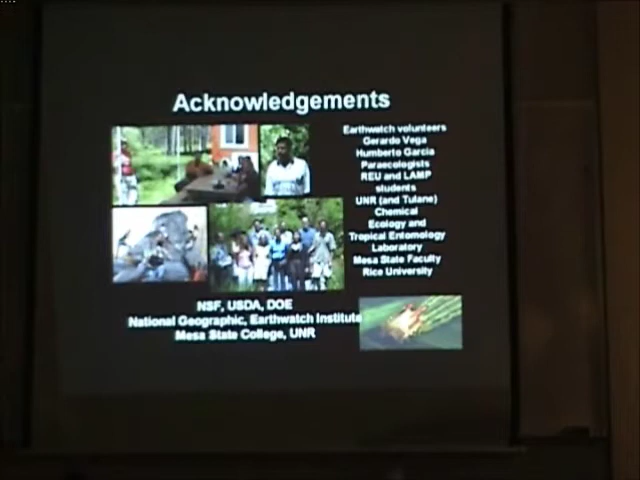 Acknowledgements
Earthwatch volunteers
Gerardo Vega
Humberto Garcia
Paraecologists
REU and LAMP
students
UNR (and Tulane)
Chemical
Ecology and
Tropical Entomology
Laboratory
Mesa State Faculty
Rice University
NSF, USDA, DOE
National Geographic, Earthwatch Institute
Mesa State College, UNR